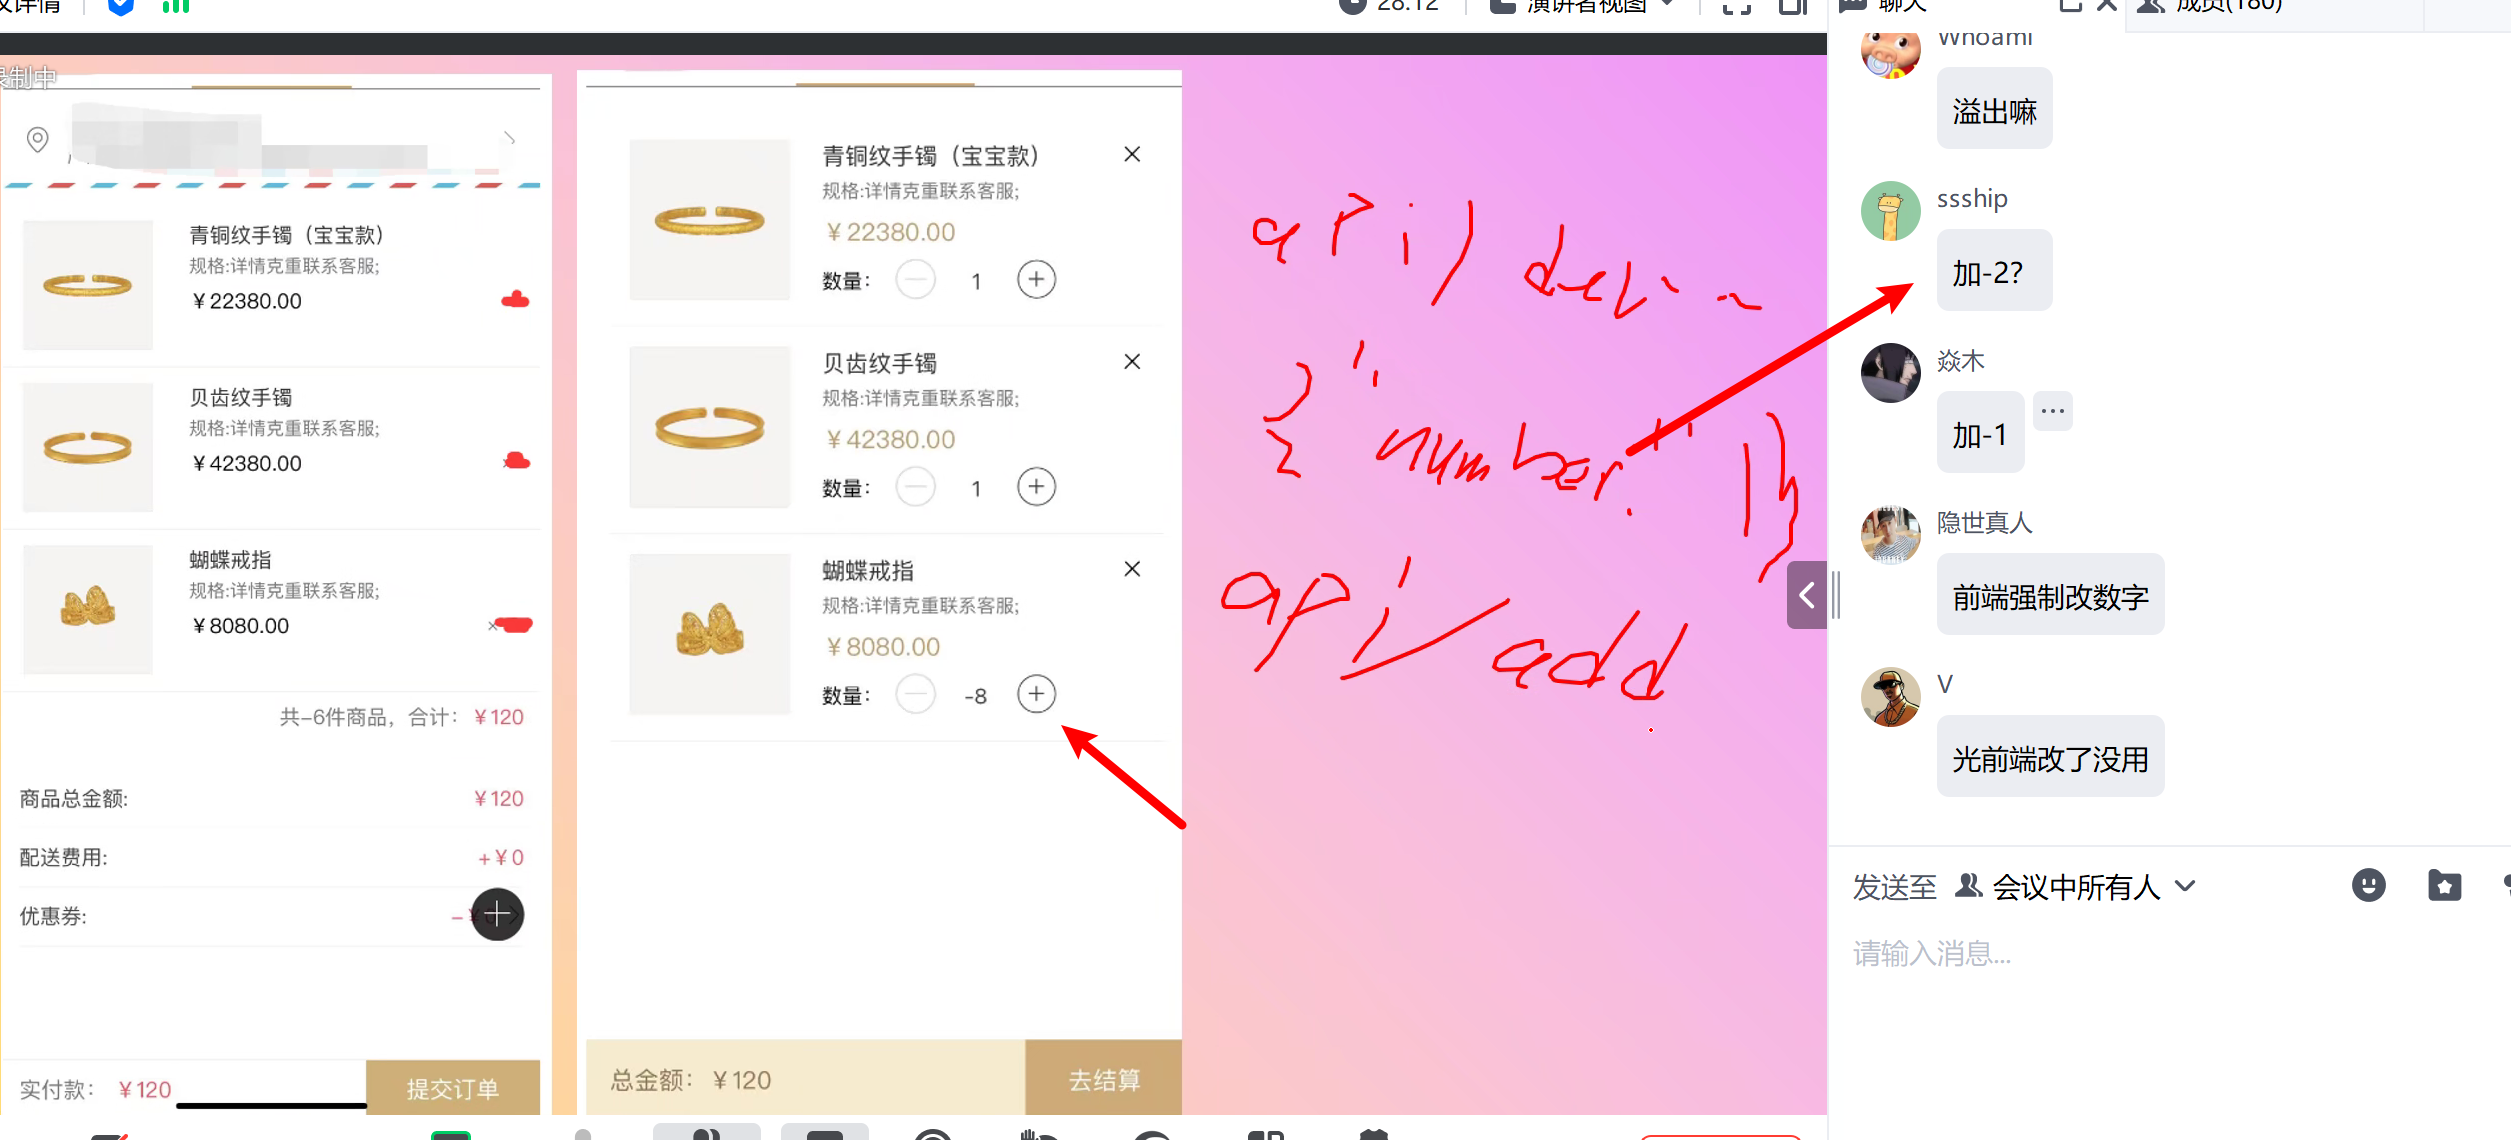 议详情
28:12
演讲者视图
聊天
成员(180)
录制中
青铜纹手镯（宝宝款）
规格:详情克重联系客服;
￥22380.00
贝齿纹手镯
规格:详情克重联系客服;
￥42380.00
蝴蝶戒指
规格:详情克重联系客服;
￥8080.00
×
共-6件商品，合计：￥120
商品总金额: ￥120
配送费用: +￥0
优惠券:
实付款： ￥120
提交订单
青铜纹手镯（宝宝款）
规格:详情克重联系客服;
￥22380.00
数量： 1
贝齿纹手镯
规格:详情克重联系客服;
￥42380.00
数量： 1
蝴蝶戒指
规格:详情克重联系客服;
￥8080.00
数量： -8
总金额：￥120
去结算
api
{"number"
api/add
Whoami
溢出嘛
ssship
加-2?
焱木
加-1
隐世真人
前端强制改数字
V
光前端改了没用
发送至 会议中所有人
请输入消息...